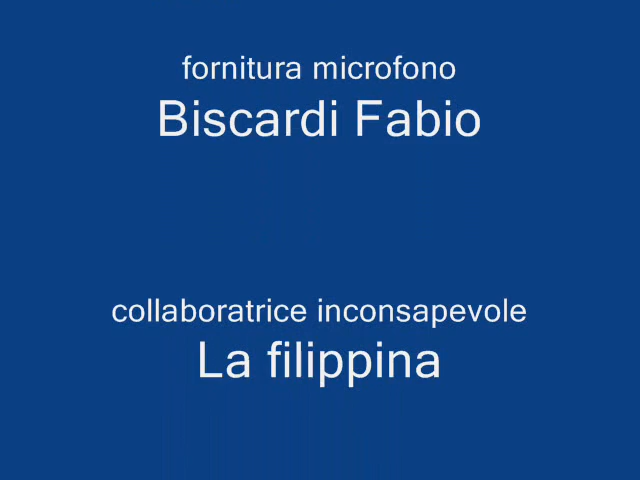 fornitura microfono
Biscardi Fabio
collaboratrice inconsapevole
La filippina